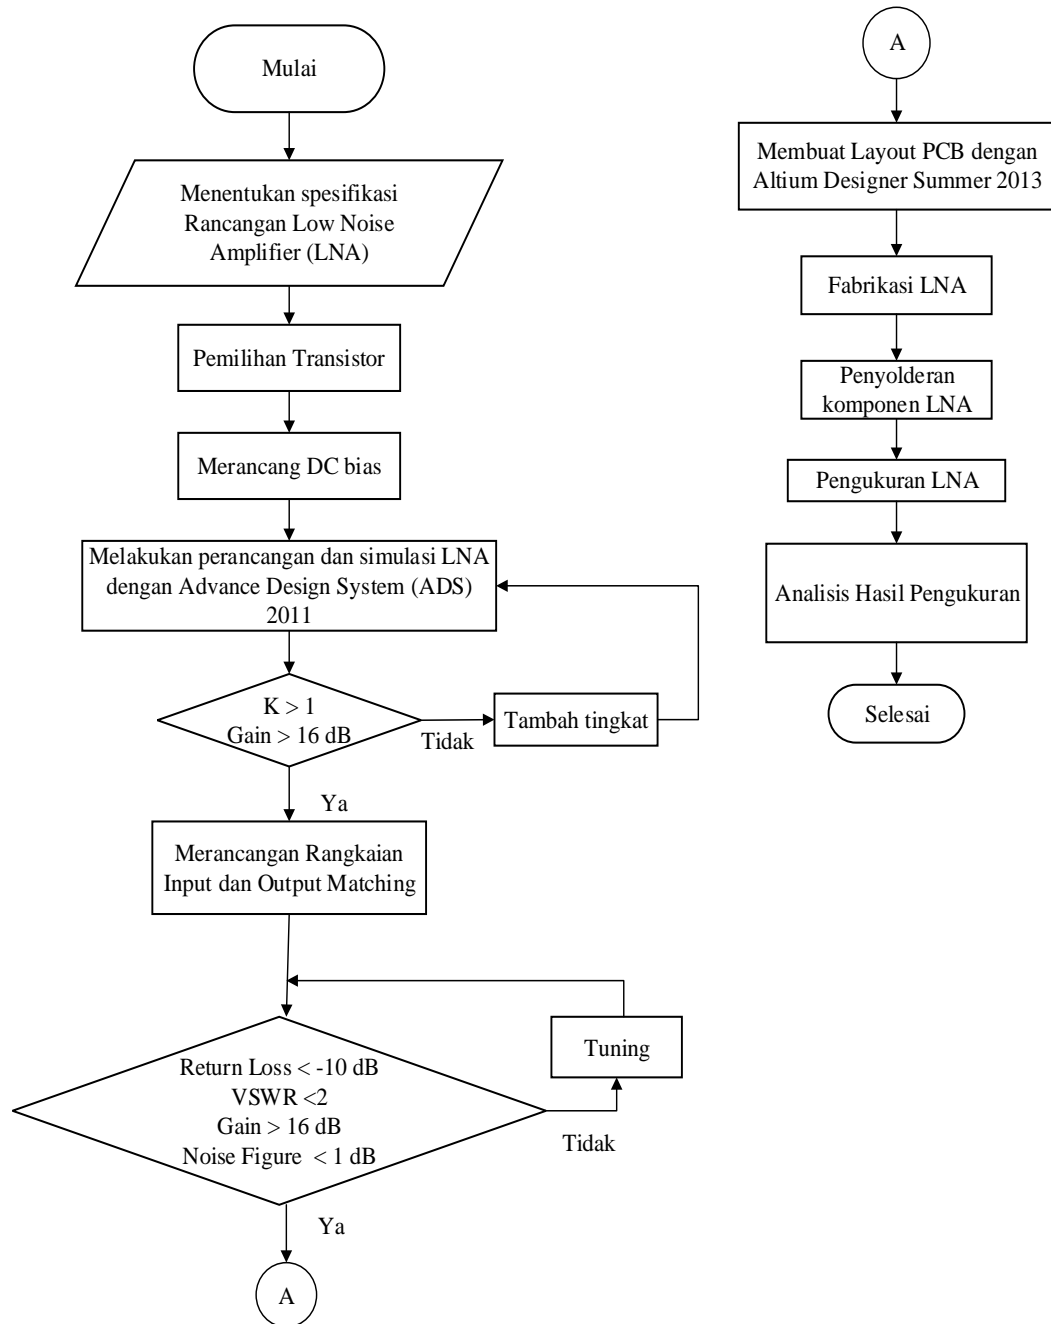 Mulai
Menentukan spesifikasi
Rancangan Low Noise
Amplifier (LNA)
Pemilihan Transistor
Merancang DC bias
Melakukan perancangan dan simulasi LNA
dengan Advance Design System (ADS)
2011
K > 1
Gain > 16 dB
Tidak
Tambah tingkat
Ya
Merancangan Rangkaian
Input dan Output Matching
Return Loss < -10 dB
VSWR <2
Gain > 16 dB
Noise Figure < 1 dB
Tuning
Tidak
Ya
A
A
Membuat Layout PCB dengan
Altium Designer Summer 2013
Fabrikasi LNA
Penyolderan
komponen LNA
Pengukuran LNA
Analisis Hasil Pengukuran
Selesai